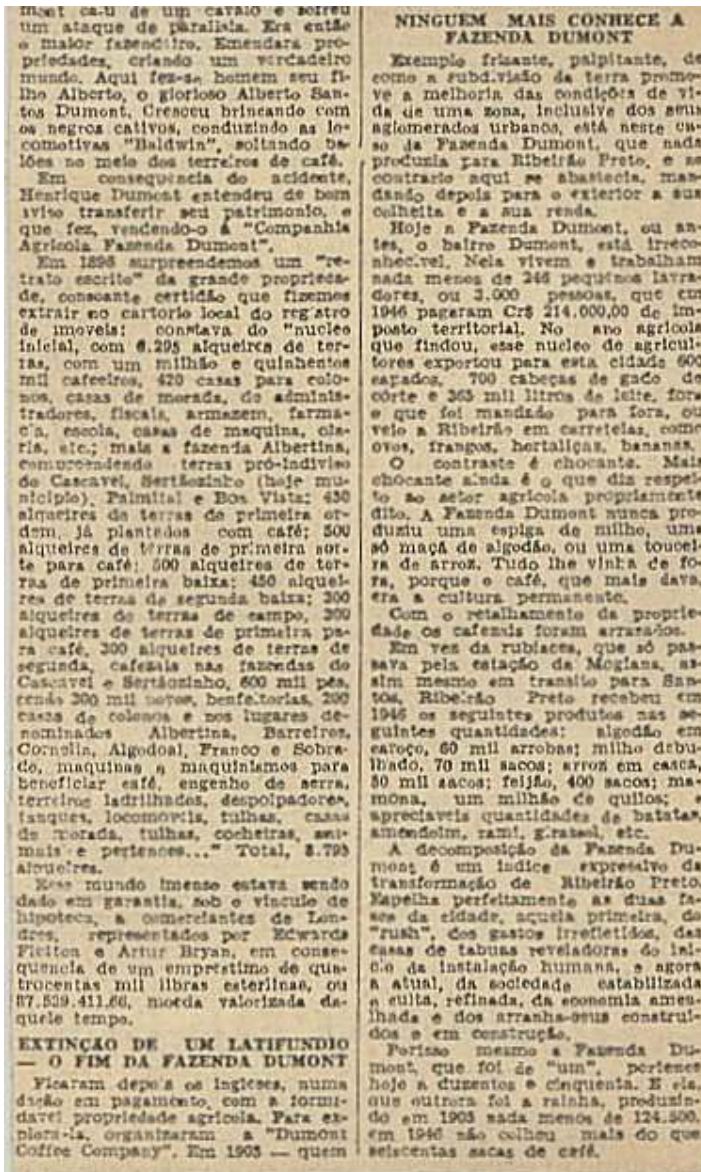 mont caiu de um cavalo e sofreu
um ataque de paralisia. Era então
o maior fazendeiro. Emendara pro-
priedades, criando um verdadeiro
mundo. Aqui fez-se homem seu fi-
lho Alberto, o glorioso Alberto San-
tos Dumont. Cresceu brincando com
os negros cativos, conduzindo as lo-
comotivas "Baldwin", soltando ba-
lões no meio dos terreiros de café.
Em consequencia do acidente,
Henrique Dumont entendeu de bom
aviso transferir seu patrimonio, o
que fez, vendendo-o á "Companhia
Agricola Fazenda Dumont".
Em 1896 surpreendemos um "re-
trato escrito" da grande proprieda-
de, consoante certidão que fizemos
extrair no cartorio local do registro
de imoveis: constava do "nucleo
inicial, com 6.295 alqueires de ter-
ras, com um milhão e quinhentos
mil cafeeiros, 420 casas para colo-
nos, casas de morada, de adminis-
tradores, fiscais, armazem, farma-
cia, escola, casas de maquina, ola-
ria, etc.; mais a fazenda Albertina,
compreendendo terras pró-indiviso
do Cascavel, Sertãozinho (hoje mu-
nicipio), Palmital e Boa Vista; 450
alqueires de terras de primeira or-
dem, já plantados com café; 500
alqueires de terras de primeira sor-
te para café; 500 alqueires de ter-
ras de primeira baixa; 450 alquei-
res de terras de segunda baixa; 300
alqueires de terras de campo, 300
alqueires de terras de primeira pa-
ra café, 300 alqueires de terras de
segunda, cafezais nas fazendas do
Cascavel e Sertãozinho, 600 mil pés,
sendo 300 mil novos, benfeitorias, 200
casas de colonos e nos lugares de-
nominados Albertina, Barreiros,
Cornelia, Algodoal, Franco e Sobra-
do, maquinas e maquinismos para
beneficiar café, engenho de serra,
terreiros ladrilhados, despolpadores,
tanques, locomoveis, tulhas, casas
de morada, tulhas, cocheiras, ani-
mais e pertences..." Total, 8.795
alqueires.
Esse mundo imenso estava sendo
dado em garantia, sob o vinculo de
hipoteca, a comerciantes de Lon-
dres, representados por Edwards
e Artur Bryan, em conse-
quencia de um emprestimo de qua-
trocentas mil libras esterlinas, ou
87.539.411.66, moeda valorizada da-
quele tempo.
EXTINÇÃO DE UM LATIFUNDIO
— O FIM DA FAZENDA DUMONT
Ficaram depois os ingleses, numa
dação em pagamento, com a formi-
davel propriedade agricola. Para ex-
plora-la, organizaram a "Dumont
Coffee Company". Em 1903 — quem
NINGUEM MAIS CONHECE A
FAZENDA DUMONT
Exemplo frisante, palpitante, de
como a subdivisão da terra promo-
ve a melhoria das condições de vi-
da de uma zona, inclusive dos seus
aglomerados urbanos, está neste ca-
so da Fazenda Dumont, que nada
produzia para Ribeirão Preto, e ao
contrario aqui se abastecia, man-
dando depois para o exterior a sua
colheita e a sua renda.
Hoje a Fazenda Dumont, ou an-
tes, o bairro Dumont, está irreco-
nhecivel. Nela vivem e trabalham
nada menos de 246 pequenos lavra-
dores, ou 3.000 pessoas, que em
1946 pagaram Cr$ 214.000,00 de im-
posto territorial. No ano agricola
que findou, esse nucleo de agricul-
tores exportou para esta cidade 600
capados, 700 cabeças de gado de
córte e 365 mil litros de leite, fora
o que foi mandado para fora, ou
veio a Ribeirão em carretelas, como
ovos, frangos, hortaliças, bananas.
O contraste é chocante. Mais
chocante ainda é o que diz respei-
to ao setor agricola propriamente
dito. A Fazenda Dumont nunca pro-
duziu uma espiga de milho, uma
só maçã de algodão, ou uma toucei-
ra de arroz. Tudo lhe vinha de fo-
ra, porque o café, que mais dava,
era a cultura permanente.
Com o retalhamento da proprie-
dade os cafezais foram arrasados.
Em vez da rubiacea, que só pas-
sava pela estação da Mogiana, as-
sim mesmo em transito para San-
tos, Ribeirão Preto recebeu em
1946 os seguintes produtos nas se-
guintes quantidades: algodão em
caroço, 60 mil arrobas; milho debu-
lhado, 70 mil sacos; arroz em casca,
50 mil sacos; feijão, 400 sacos; ma-
mona, um milhão de quilos; e
apreciaveis quantidades de batatas,
amendoim, rami, girassol, etc.
A decomposição da Fazenda Du-
mont é um indice expressivo da
transformação de Ribeirão Preto.
Espelha perfeitamente as duas fa-
ses da cidade, aquela primeira, do
"rush", dos gastos irrefletidos, das
casas de tabuas reveladoras do ini-
cio da instalação humana, e agora
a atual, da sociedade estabilizada
e culta, refinada, da economia amea-
lhada e dos arranha-seus construi-
dos e em construção.
Porisso mesmo a Fazenda Du-
mont, que foi de "um", pertence
hoje a duzentos e cinquenta. E ela,
que outrora foi a rainha, produzin-
do em 1903 nada menos de 124.500,
em 1946 não colheu mais do que
seiscentas sacas de café.